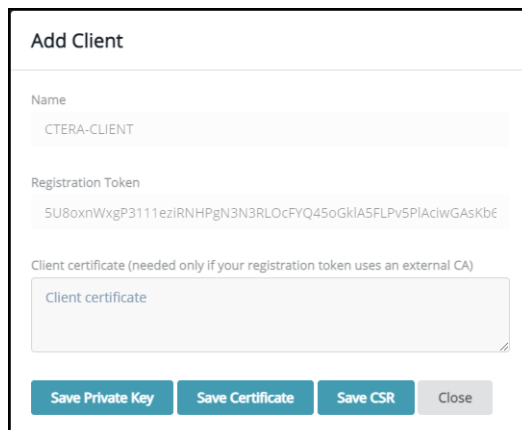 Add Client
Name
CTERA-CLIENT
Registration Token
5U8oxnWxgP3111eziRNHPgN3N3RLOcFYQ45oGklA5FLPv5PlAciwGAsKb6
Client certificate (needed only if your registration token uses an external CA)
Client certificate
Save Private Key Save Certificate Save CSR Close